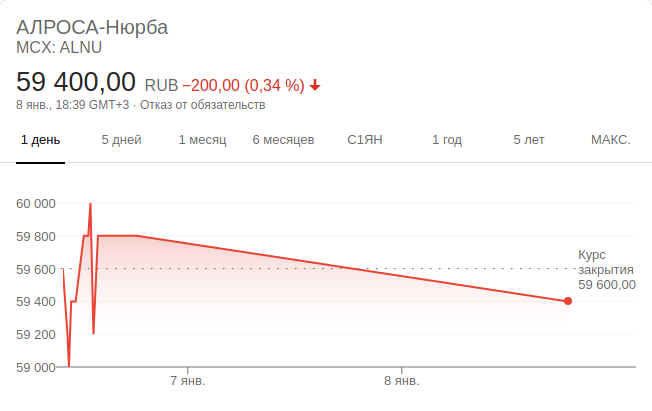 АЛРОСА-Нюрба
MCX: ALNU
59 400,00 RUB −200,00 (0,34 %)
8 янв., 18:39 GMT+3 · Отказ от обязательств
1 день 5 дней 1 месяц 6 месяцев С1ЯН 1 год 5 лет МАКС.
60 000
59 800
Курс
закрытия
59 600,00
59 600
59 400
59 200
59 000
7 янв. 8 янв.